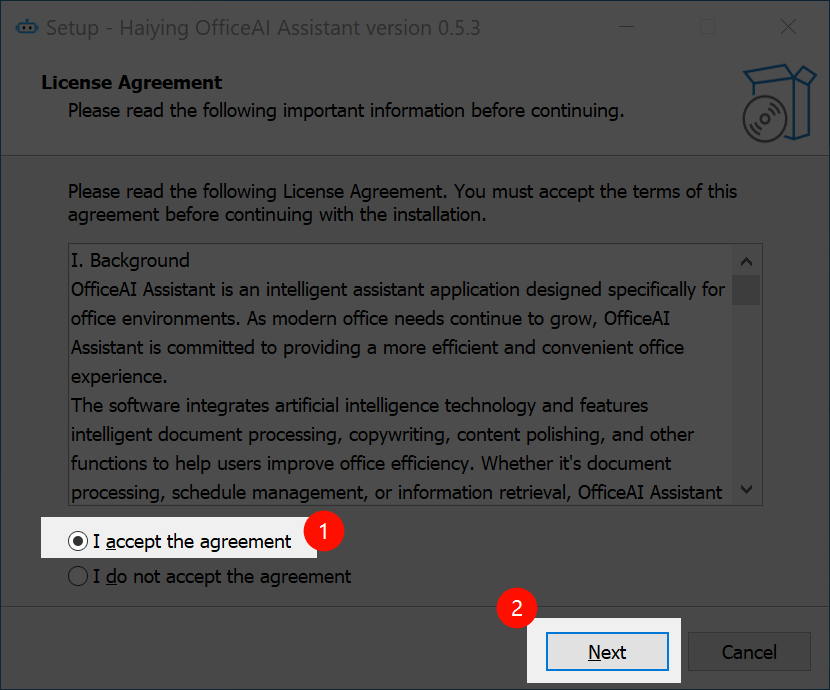 Setup - Haiying OfficeAI Assistant version 0.5.3
License Agreement
Please read the following important information before continuing.
Please read the following License Agreement. You must accept the terms of this
agreement before continuing with the installation.
I. Background
OfficeAI Assistant is an intelligent assistant application designed specifically for
office environments. As modern office needs continue to grow, OfficeAI
Assistant is committed to providing a more efficient and convenient office
experience.
The software integrates artificial intelligence technology and features
intelligent document processing, copywriting, content polishing, and other
functions to help users improve office efficiency. Whether it's document
processing, schedule management, or information retrieval, OfficeAI Assistant
I accept the agreement
1
I do not accept the agreement
2
Next
Cancel